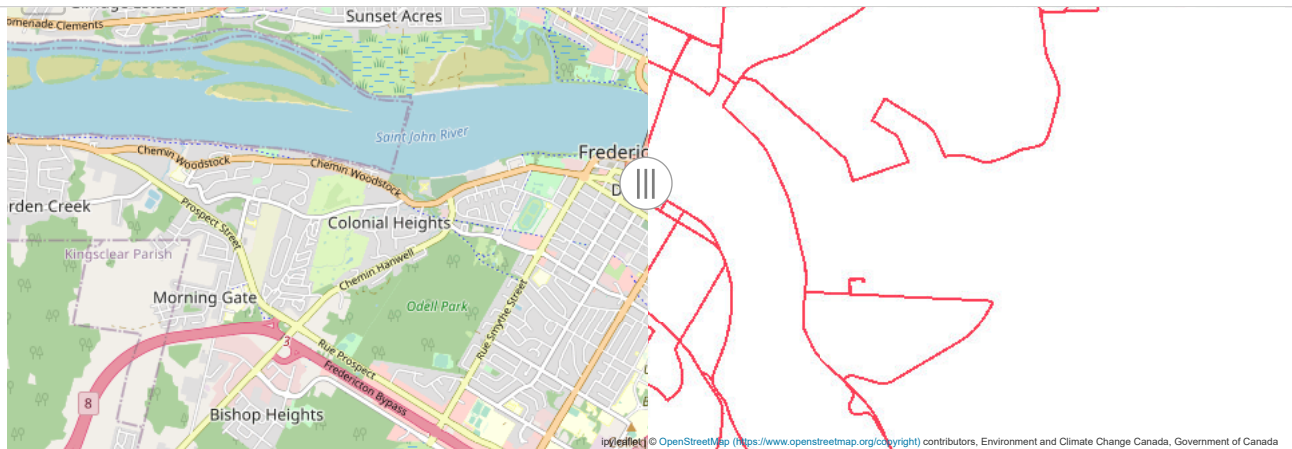 Sunset Acres
omenade Clements
Saint John River
Chemin Woodstock
Chemin Woodstock
Frederic
D
rden Creek
Prospect Street
Colonial Heights
Kingsclear Parish
Chemin Hanwell
Morning Gate
Odell Park
Rue Smythe Street
3
Rue Prospect
Fredericton Bypass
8
Bishop Heights
ipyleaflet | © OpenStreetMap (https://www.openstreetmap.org/copyright) contributors, Environment and Climate Change Canada, Government of Canada